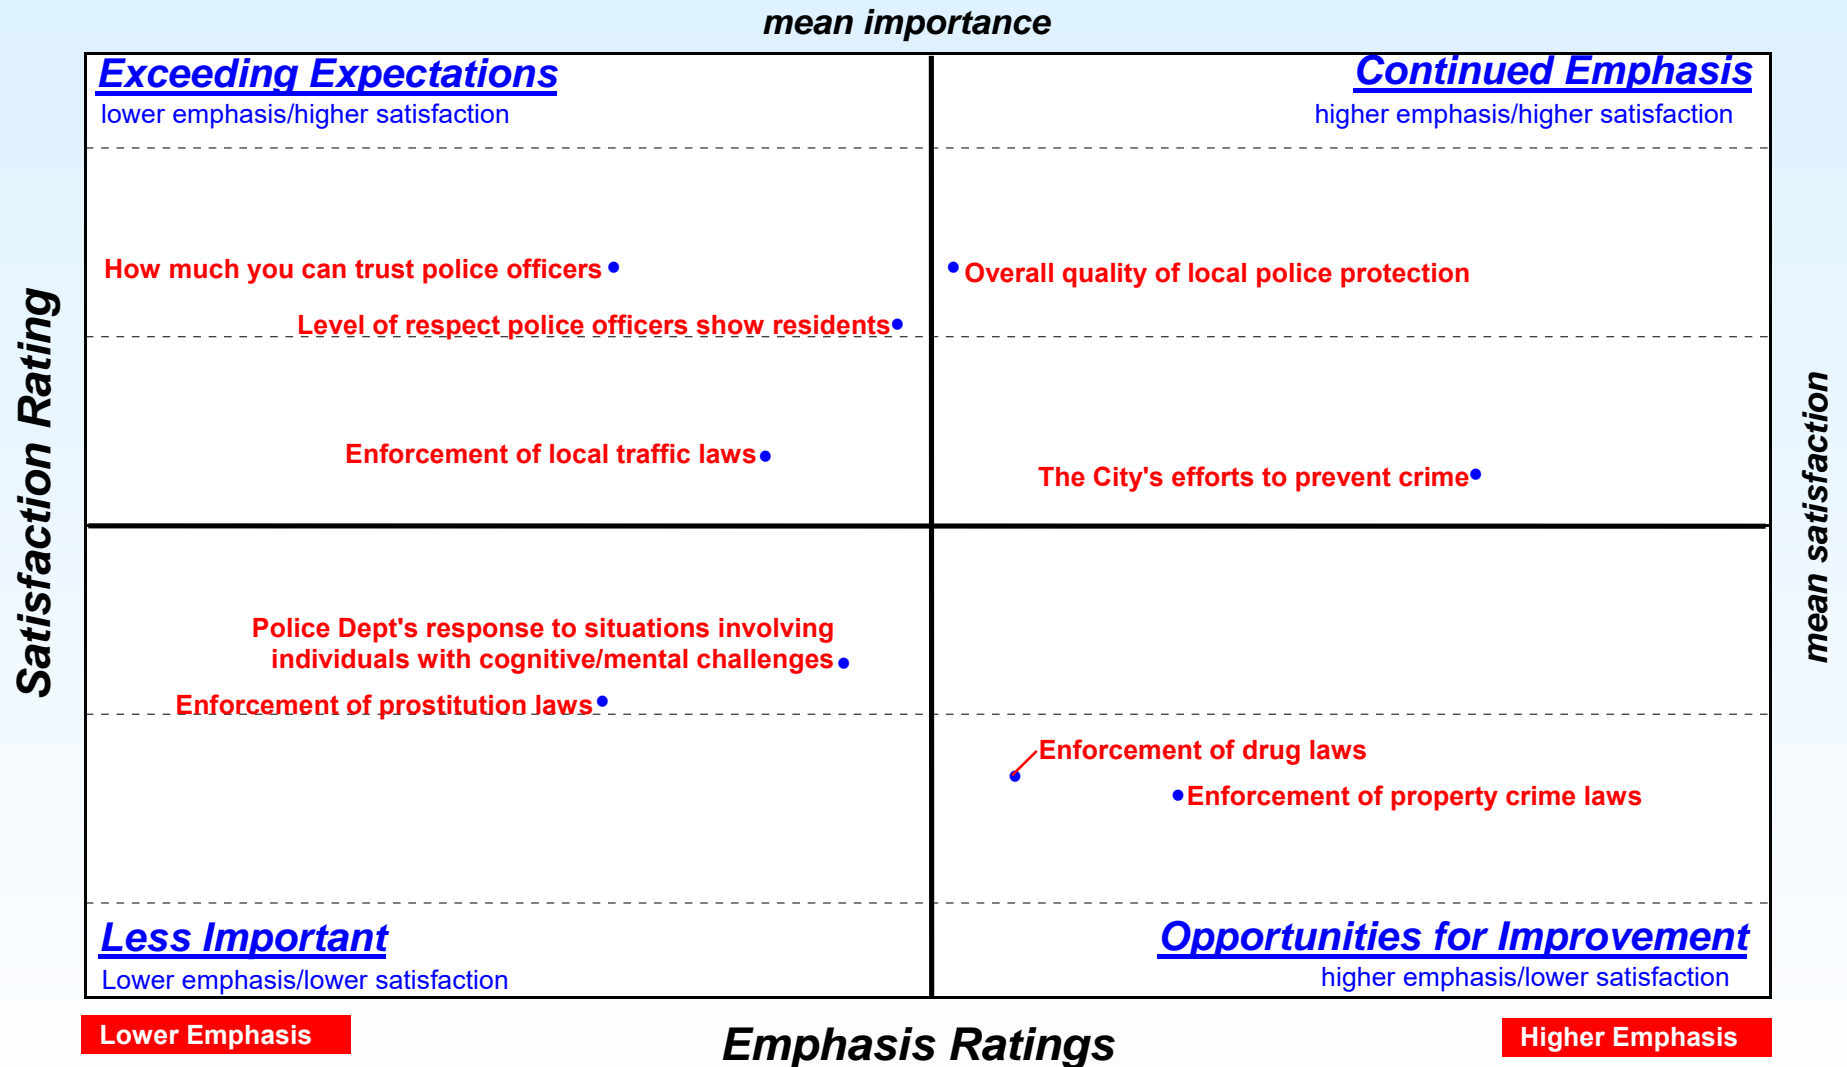 mean importance
Exceeding Expectations
lower emphasis/higher satisfaction
Continued Emphasis
higher emphasis/higher satisfaction
How much you can trust police officers
Overall quality of local police protection
Level of respect police officers show residents
Enforcement of local traffic laws
The City's efforts to prevent crime
Satisfaction Rating
mean satisfaction
Police Dept's response to situations involving
individuals with cognitive/mental challenges
Enforcement of prostitution laws
Enforcement of drug laws
Enforcement of property crime laws
Less Important
Lower emphasis/lower satisfaction
Opportunities for Improvement
higher emphasis/lower satisfaction
Lower Emphasis
Emphasis Ratings
Higher Emphasis